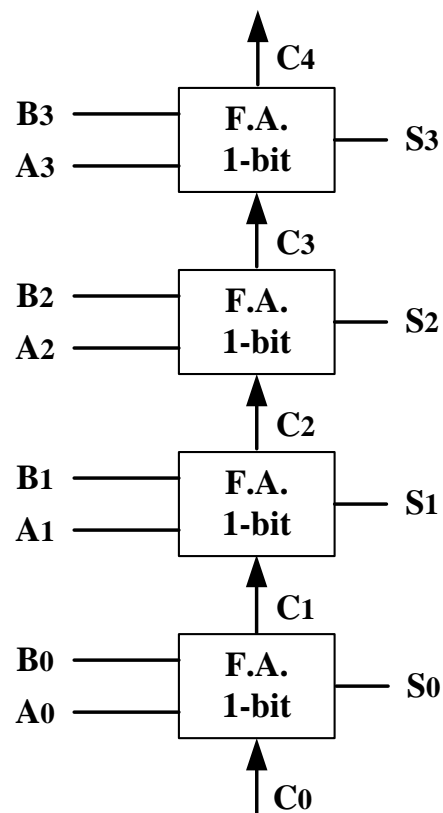 C4
B3
F.A.
1-bit
S3
A3
C3
B2
F.A.
1-bit
S2
A2
C2
B1
F.A.
1-bit
S1
A1
C1
B0
F.A.
1-bit
S0
A0
C0